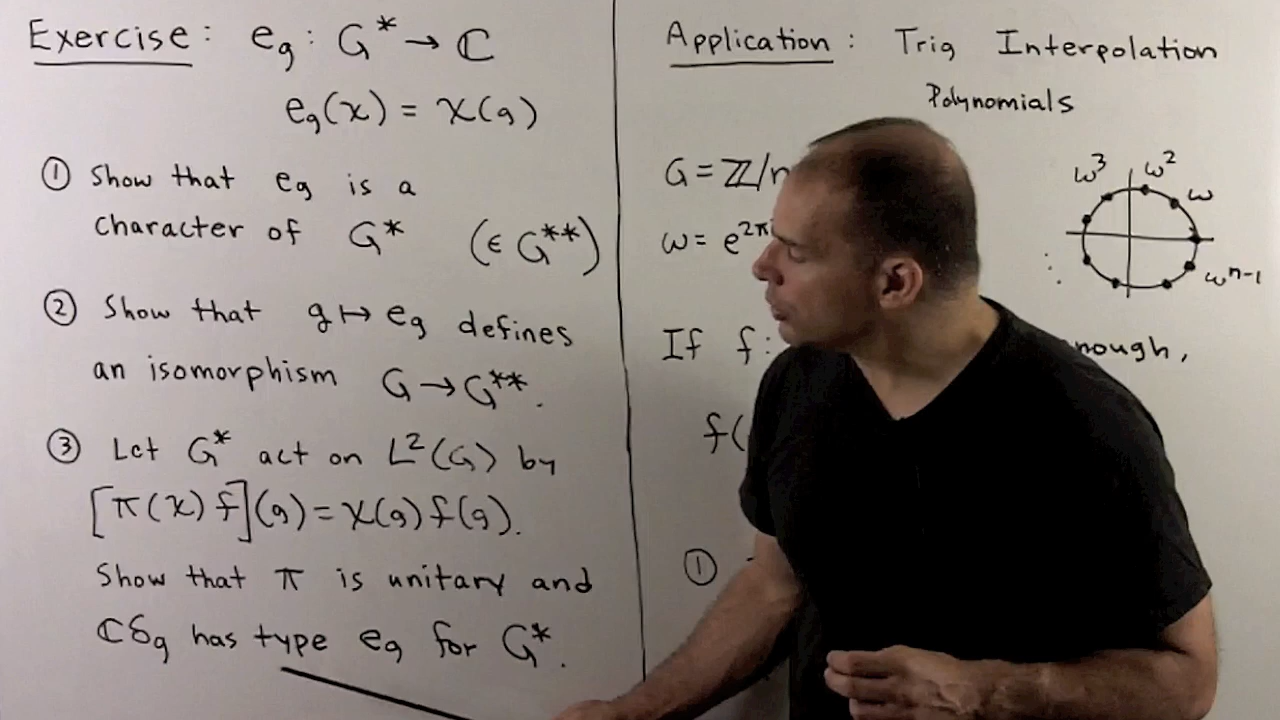 Exercise: e_g: G* → ℂ
e_g(χ) = χ(g)
① Show that e_g is a
character of G* (∈ G**)
② Show that g ↦ e_g defines
an isomorphism G → G**.
③ Let G* act on L²(G) by
[π(χ)f](g) = χ(g)f(g).
Show that π is unitary and
ℂδ_g has type e_g for G*.
Application: Trig Interpolation
Polynomials
G = ℤ/n
ω = e^{2π
ω³ ω² ω
ω^{n-1}
If f:
f(
①